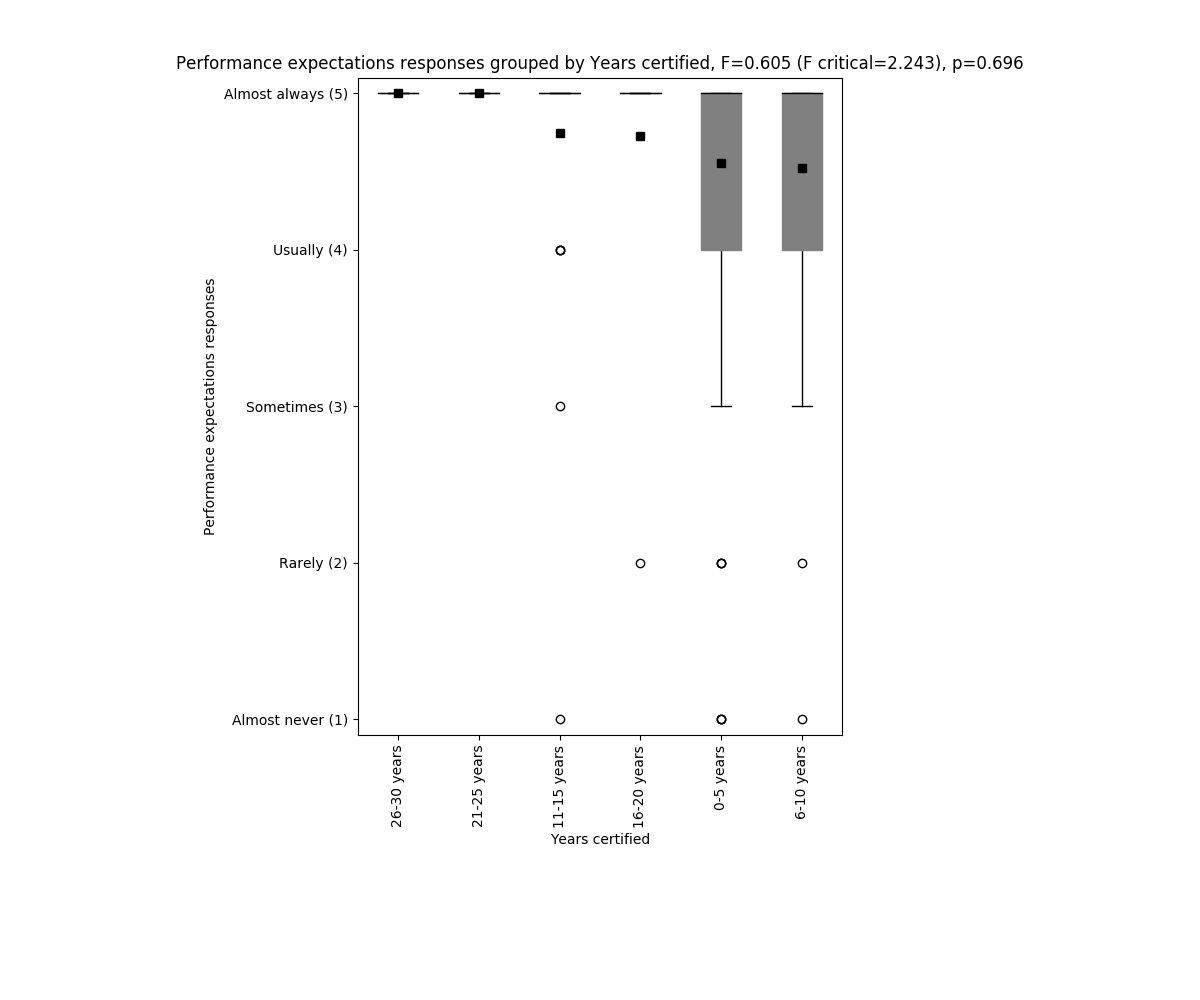 Performance expectations responses grouped by Years certified, F=0.605 (F critical=2.243), p=0.696
Almost always (5)
Usually (4)
Sometimes (3)
Rarely (2)
Almost never (1)
Performance expectations responses
26-30 years
21-25 years
11-15 years
16-20 years
0-5 years
6-10 years
Years certified